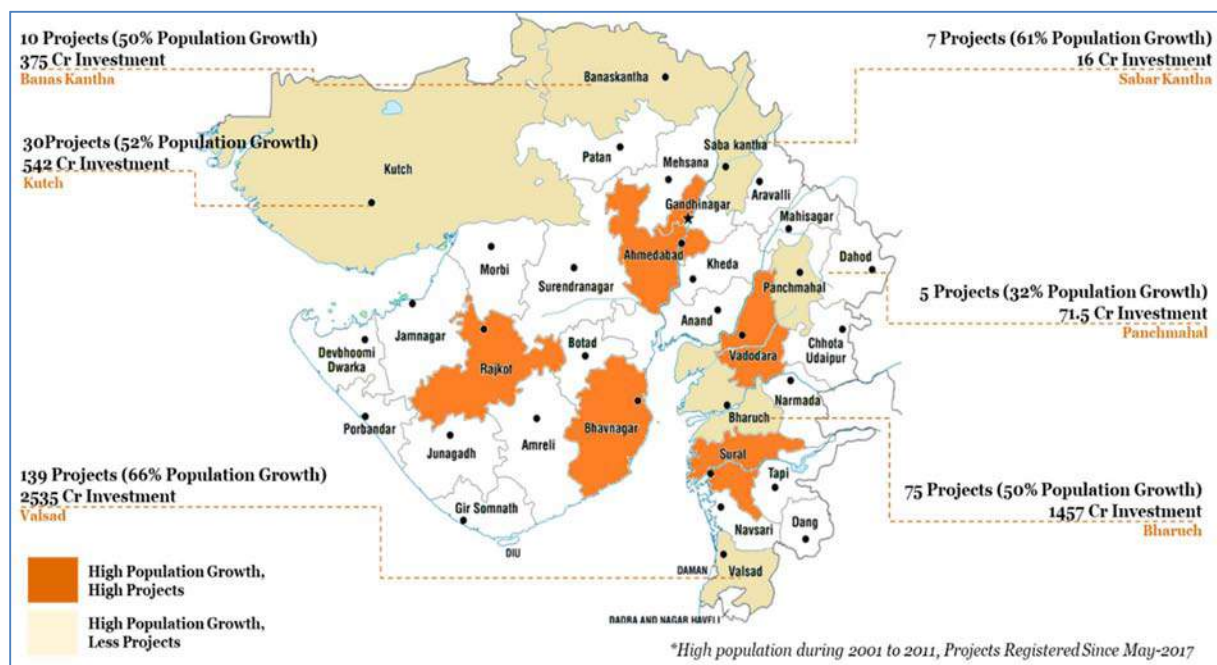 10 Projects (50% Population Growth)
375 Cr Investment
Banas Kantha
7 Projects (61% Population Growth)
16 Cr Investment
Sabar Kantha
30Projects (52% Population Growth)
542 Cr Investment
Kutch
Banaskantha
Patan
Mehsana
Saba kantha
Kutch
Gandhinagar
Aravalli
Mahisagar
Ahmedabad
Kheda
Panchmahal
Dahod
Morbi
Surendranagar
Anand
5 Projects (32% Population Growth)
71.5 Cr Investment
Panchmahal
Jamnagar
Devbhoomi
Dwarka
Rajkot
Botad
Vadodara
Chhota
Udaipur
Narmada
Porbandar
Junagadh
Amreli
Bhavnagar
Bharuch
Sural
Tapi
139 Projects (66% Population Growth)
2535 Cr Investment
Valsad
Gir Somnath
DIU
Navsari
Dang
75 Projects (50% Population Growth)
1457 Cr Investment
Bharuch
DAMAN
Valsad
DADRA AND NAGAR HAVELI
High Population Growth,
High Projects
High Population Growth,
Less Projects
*High population during 2001 to 2011, Projects Registered Since May-2017